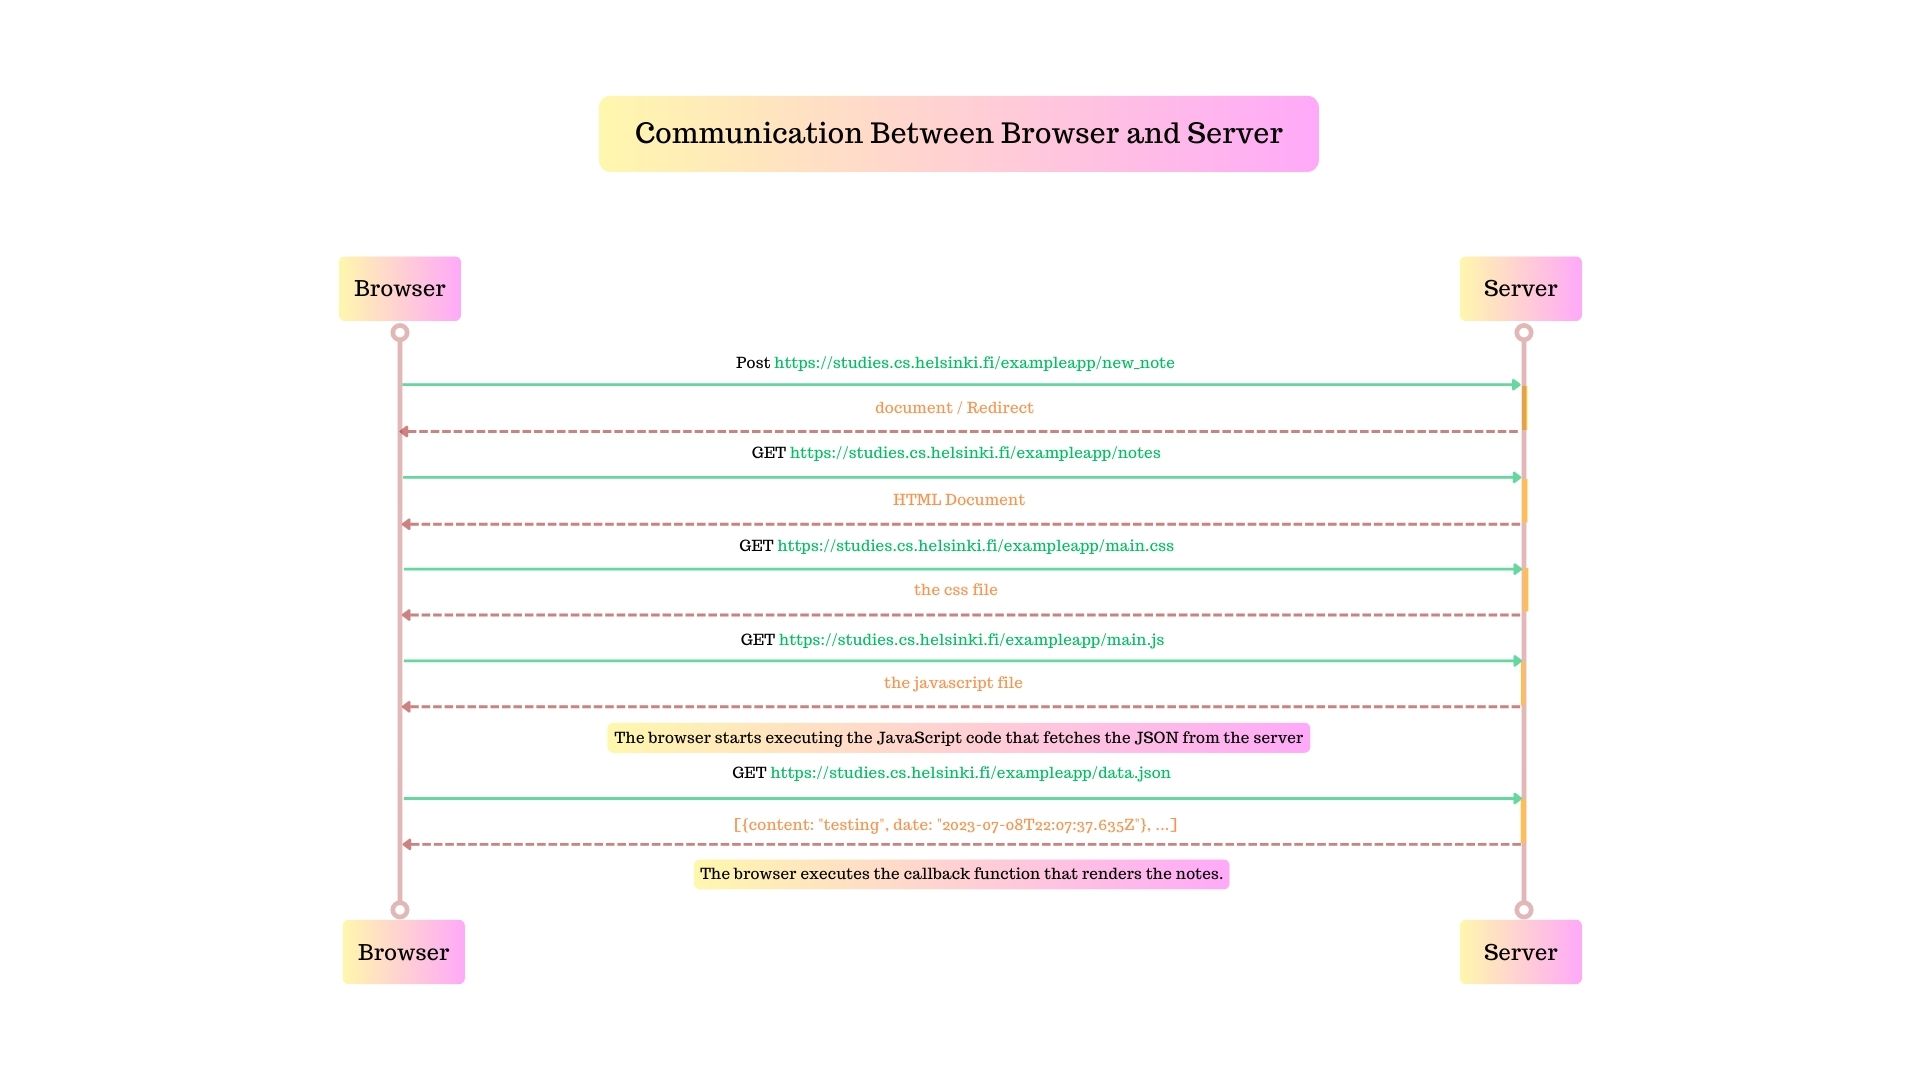 Communication Between Browser and Server
Browser
Server
Post https://studies.cs.helsinki.fi/exampleapp/new_note
document / Redirect
GET https://studies.cs.helsinki.fi/exampleapp/notes
HTML Document
GET https://studies.cs.helsinki.fi/exampleapp/main.css
the css file
GET https://studies.cs.helsinki.fi/exampleapp/main.js
the javascript file
The browser starts executing the JavaScript code that fetches the JSON from the server
GET https://studies.cs.helsinki.fi/exampleapp/data.json
[{content: "testing", date: "2023-07-08T22:07:37.635Z"}, ...]
The browser executes the callback function that renders the notes.
Browser
Server